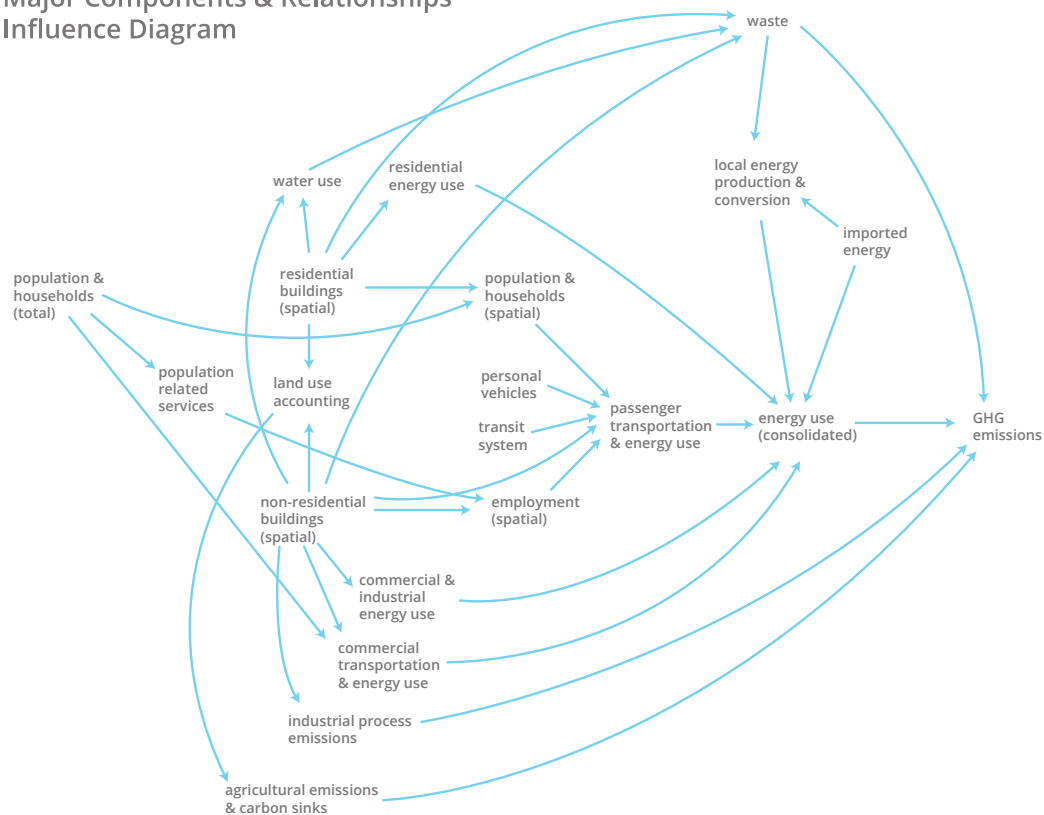 Major Components & Relationships
Influence Diagram
waste
water use
residential
energy use
local energy
production &
conversion
imported
energy
population &
households
(total)
residential
buildings
(spatial)
population &
households
(spatial)
population
related
services
land use
accounting
personal
vehicles
transit
system
passenger
transportation
& energy use
energy use
(consolidated)
GHG
emissions
non-residential
buildings
(spatial)
employment
(spatial)
commercial &
industrial
energy use
commercial
transportation
& energy use
industrial process
emissions
agricultural emissions
& carbon sinks